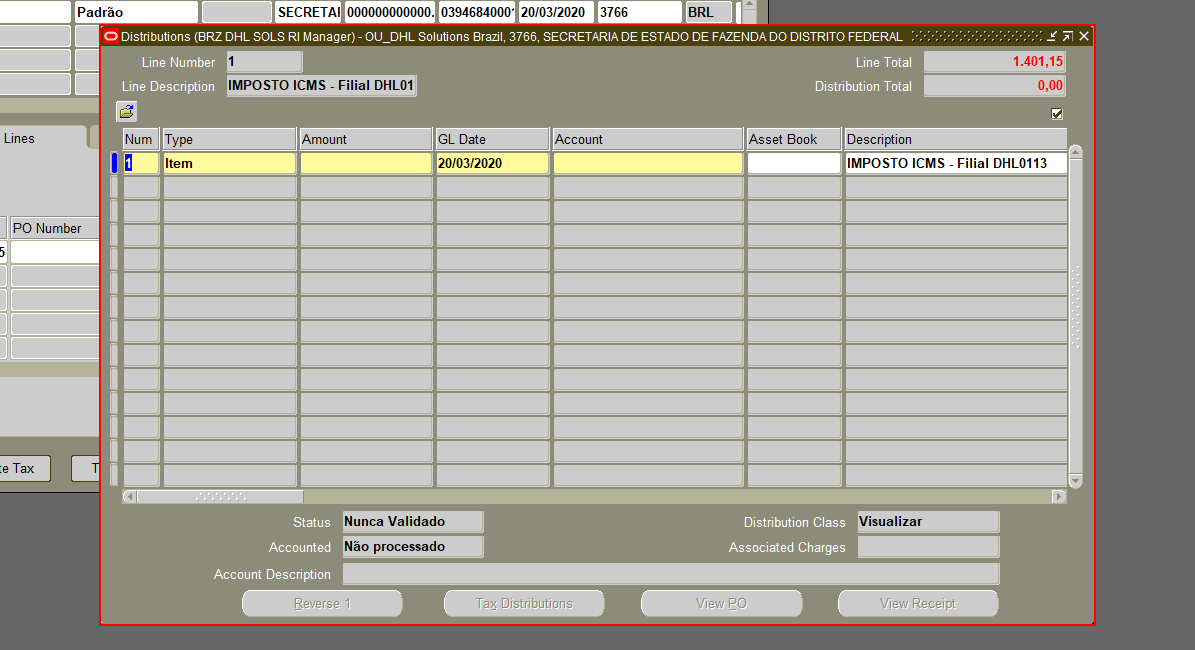 Padrão SECRETAI 000000000000. 0394684000 20/03/2020 3766 BRL
Distributions (BRZ DHL SOLS RI Manager) - OU_DHL Solutions Brazil, 3766, SECRETARIA DE ESTADO DE FAZENDA DO DISTRITO FEDERAL
Line Number 1 Line Total 1.401,15
Line Description IMPOSTO ICMS - Filial DHL01 Distribution Total 0,00
Lines
Num Type Amount GL Date Account Asset Book Description
1 Item 20/03/2020 IMPOSTO ICMS - Filial DHL0113
PO Number
5
te Tax T
Status Nunca Validado Distribution Class Visualizar
Accounted Não processado Associated Charges
Account Description
Reverse 1 Tax Distributions View PO View Receipt